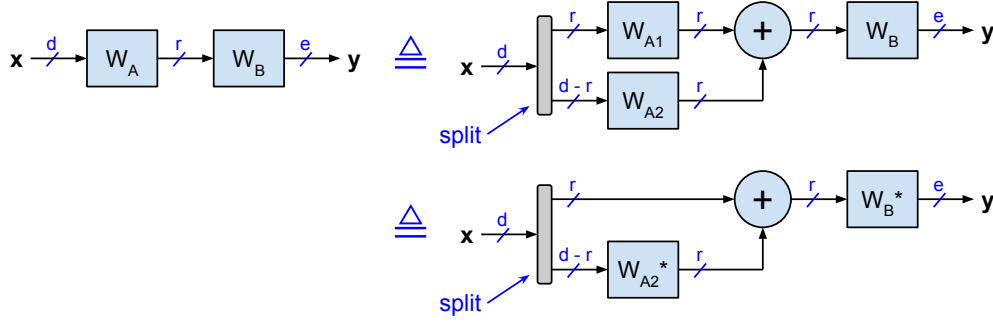 d r e
x W_A W_B y
≜
r r r e
d W_A1 + W_B y
x
d - r r
W_A2
split
r r e
d + W_B* y
≜ x
d - r r
W_A2*
split